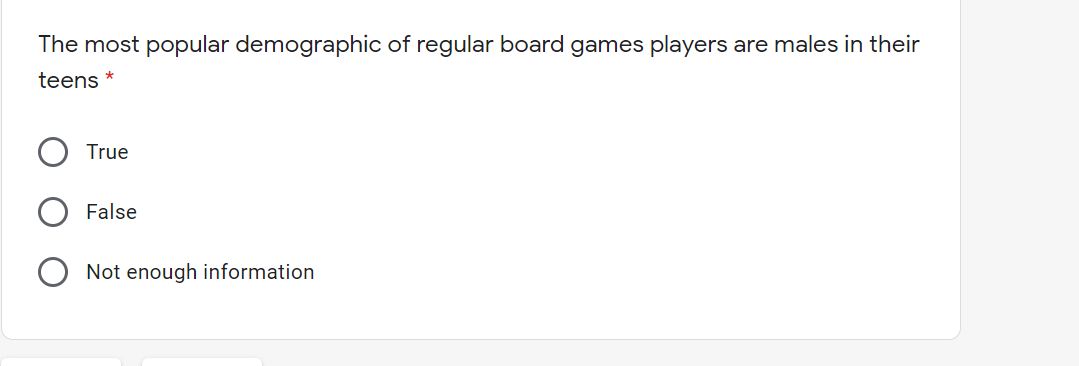 The most popular demographic of regular board games players are males in their
teens *
True
False
Not enough information